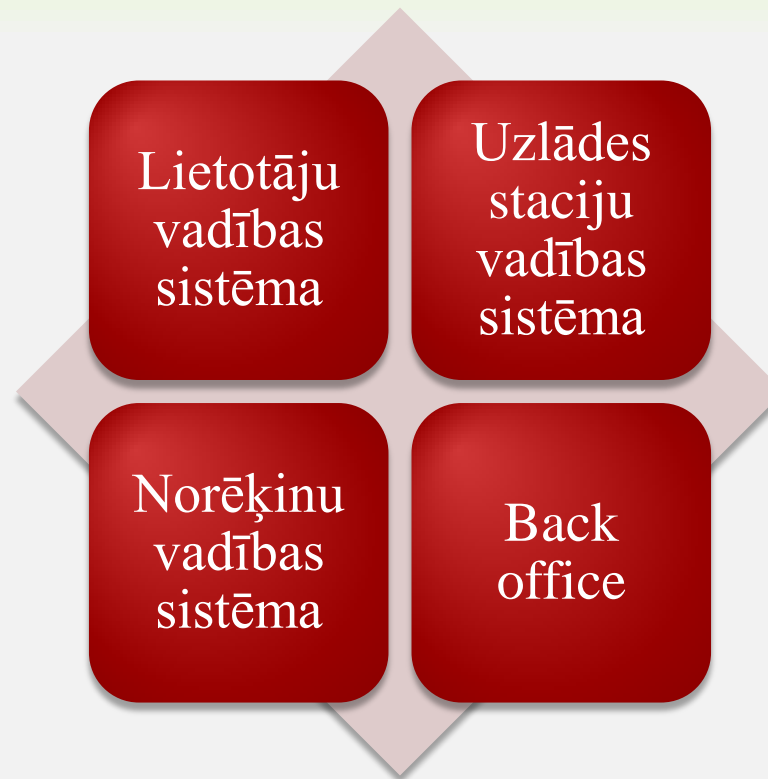 Lietotāju
vadības
sistēma
Uzlādes
staciju
vadības
sistēma
Norēķinu
vadības
sistēma
Back
office